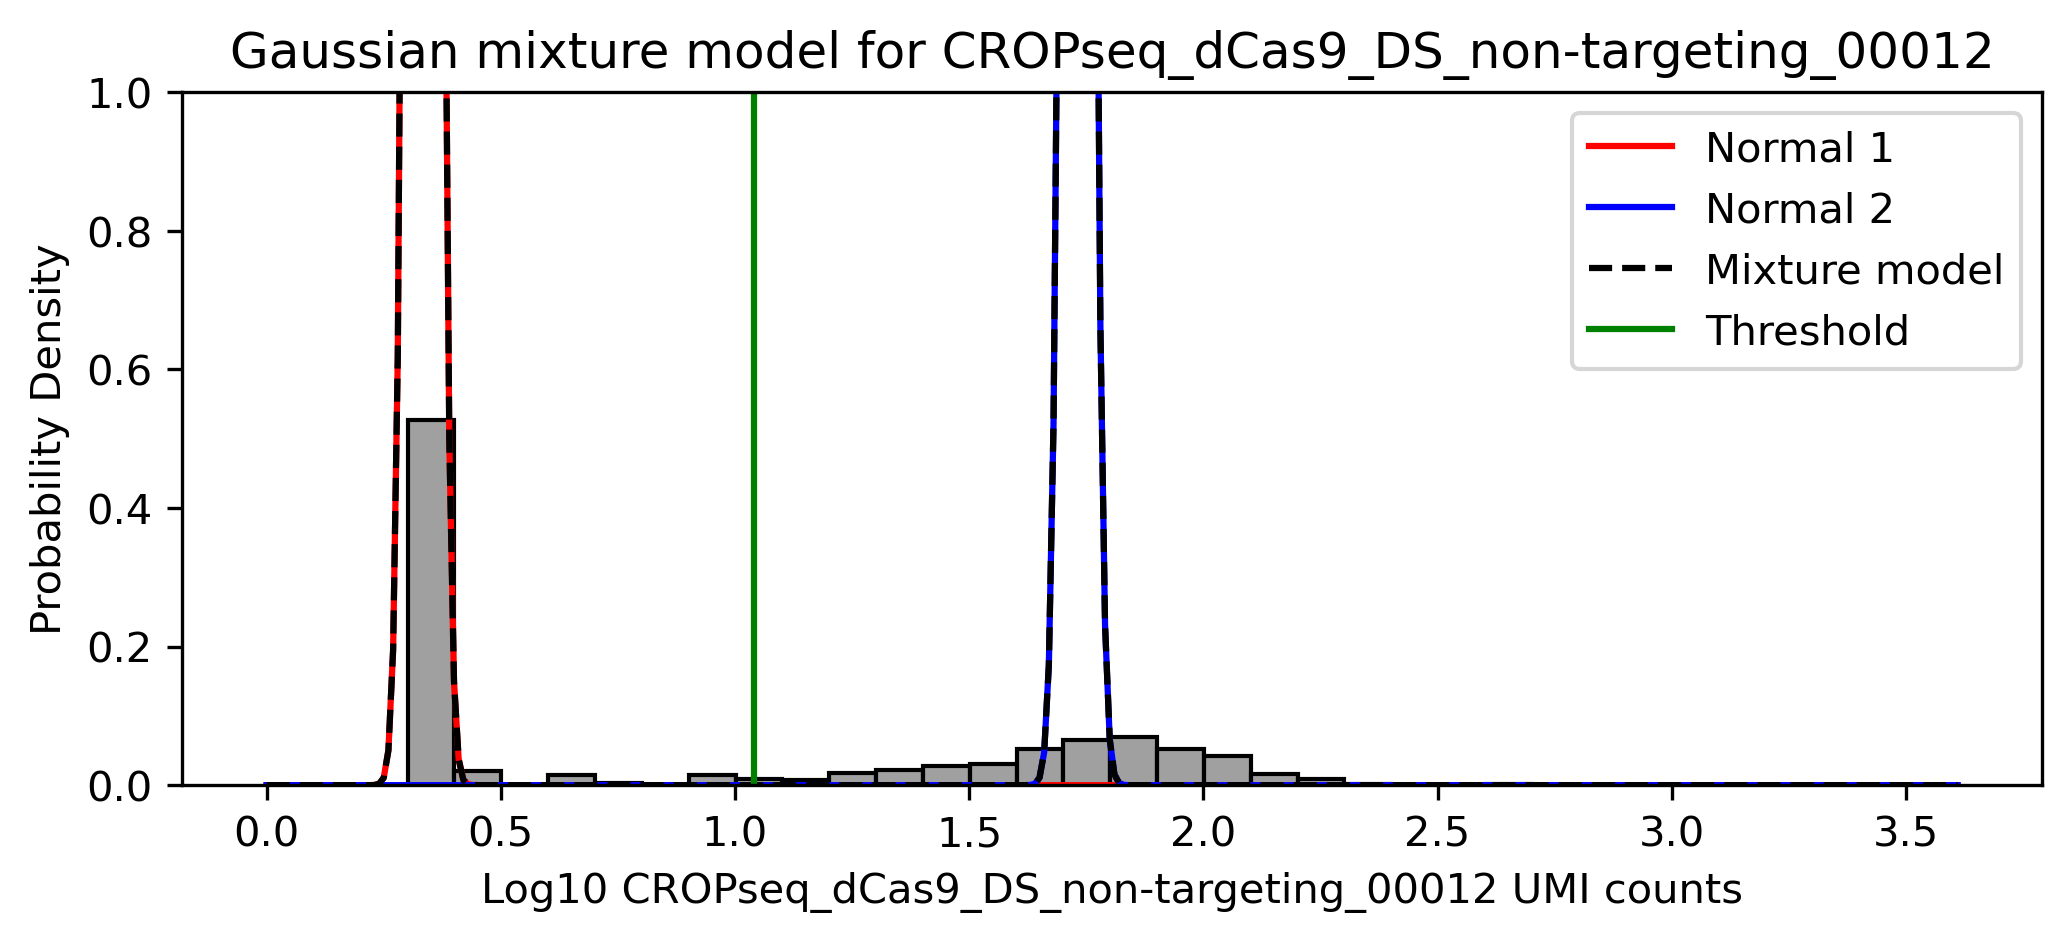 Gaussian mixture model for CROPseq_dCas9_DS_non-targeting_00012
1.0
0.8
0.6
0.4
0.2
0.0
Probability Density
Normal 1
Normal 2
Mixture model
Threshold
0.0 0.5 1.0 1.5 2.0 2.5 3.0 3.5
Log10 CROPseq_dCas9_DS_non-targeting_00012 UMI counts